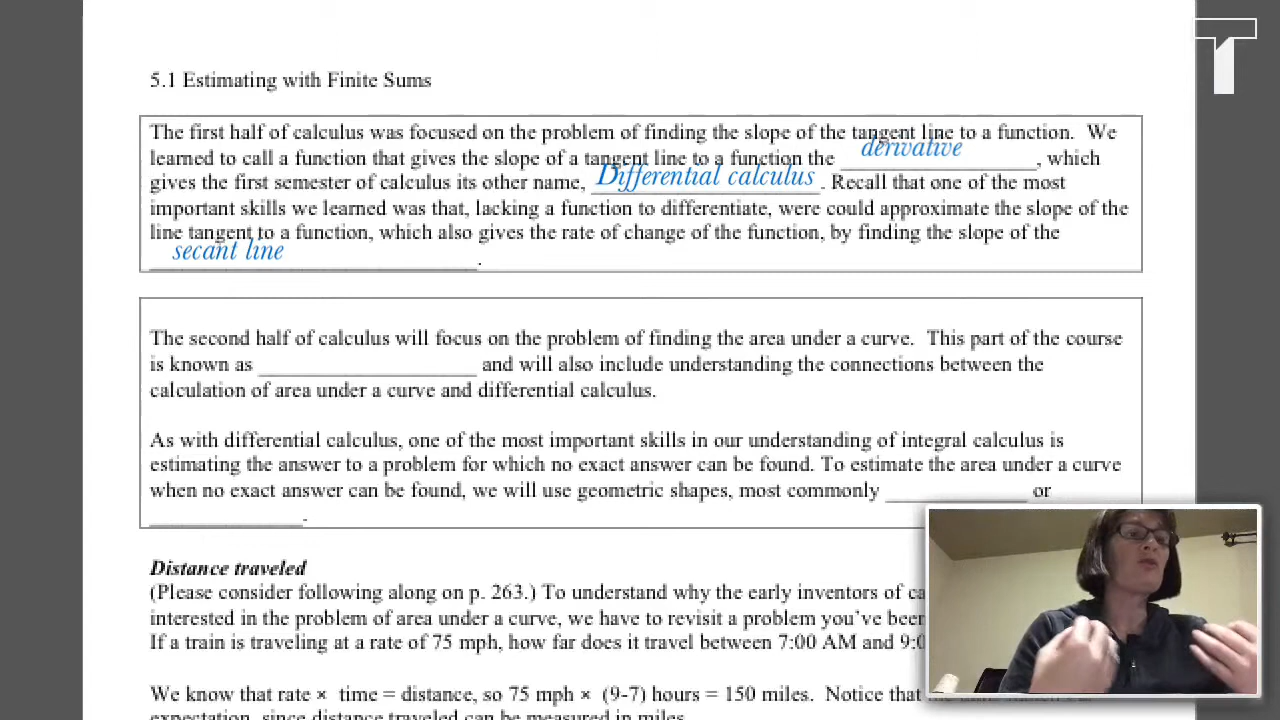 T
5.1 Estimating with Finite Sums
The first half of calculus was focused on the problem of finding the slope of the tangent line to a function. We
learned to call a function that gives the slope of a tangent line to a function the derivative, which
gives the first semester of calculus its other name, Differential calculus. Recall that one of the most
important skills we learned was that, lacking a function to differentiate, were could approximate the slope of the
line tangent to a function, which also gives the rate of change of the function, by finding the slope of the
secant line.
The second half of calculus will focus on the problem of finding the area under a curve. This part of the course
is known as ____________________ and will also include understanding the connections between the
calculation of area under a curve and differential calculus.
As with differential calculus, one of the most important skills in our understanding of integral calculus is
estimating the answer to a problem for which no exact answer can be found. To estimate the area under a curve
when no exact answer can be found, we will use geometric shapes, most commonly _____________ or
______________.
Distance traveled
(Please consider following along on p. 263.) To understand why the early inventors of
interested in the problem of area under a curve, we have to revisit a problem you've been
If a train is traveling at a rate of 75 mph, how far does it travel between 7:00 AM and
We know that rate × time = distance, so 75 mph × (9-7) hours = 150 miles. Notice that
expectation, since distance traveled can be measured in miles.